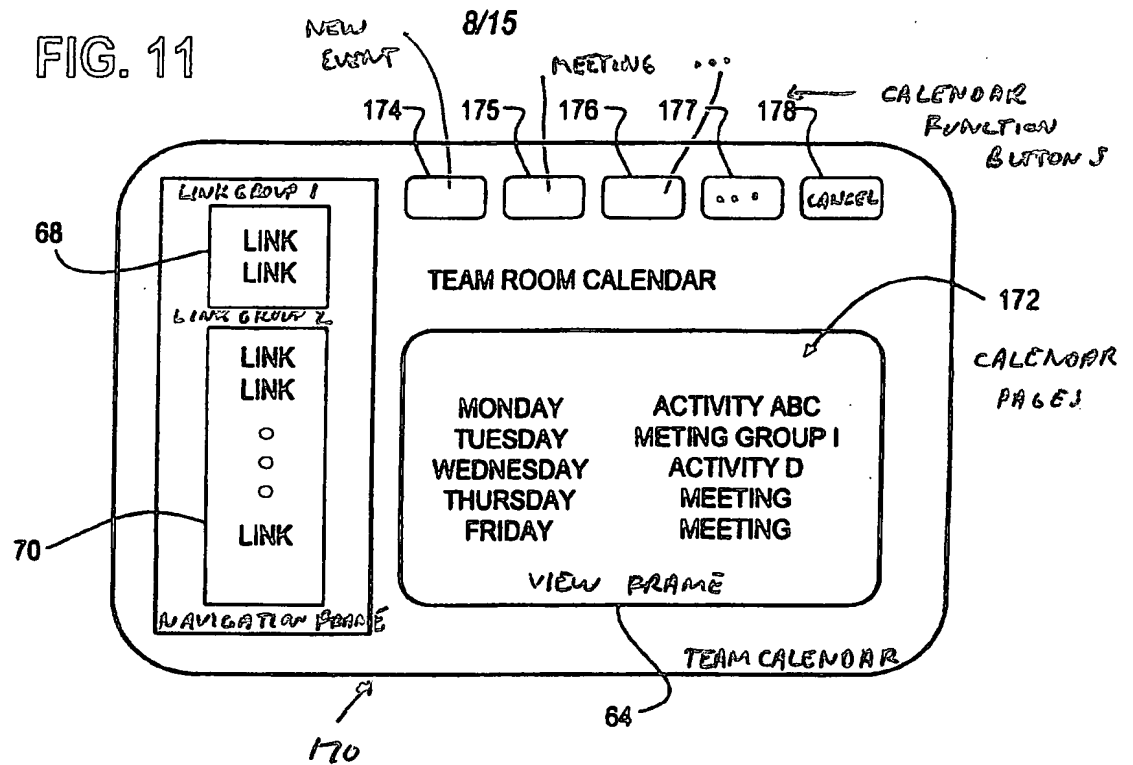 8/15
FIG. 11
NEW
EVENT
MEETING ...
174
175
176
177
178
CALENDAR
FUNCTION
BUTTONS
... CANCEL
LINK GROUP 1
LINK
LINK
68
TEAM ROOM CALENDAR
172
CALENDAR
PAGES
LINK GROUP 2
LINK
LINK
LINK
70
MONDAY ACTIVITY ABC
TUESDAY METING GROUP I
WEDNESDAY ACTIVITY D
THURSDAY MEETING
FRIDAY MEETING
VIEW FRAME
NAVIGATION FRAME
TEAM CALENDAR
64
170